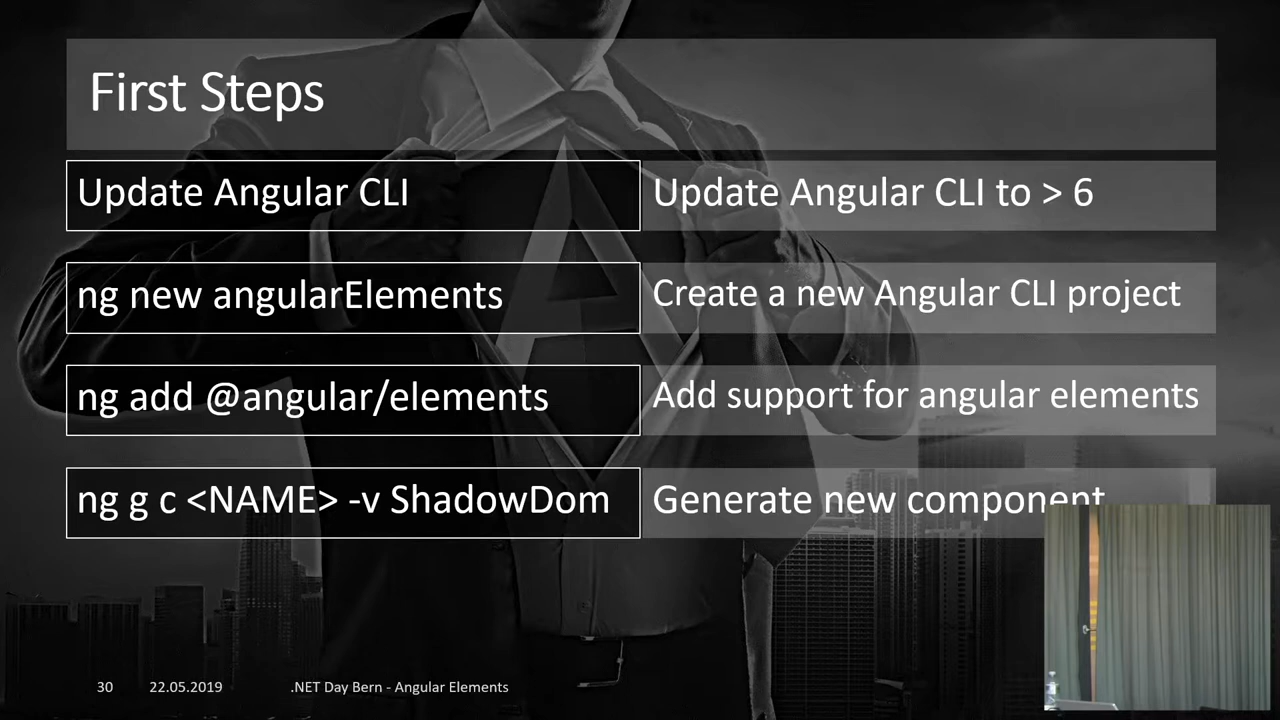 First Steps
Update Angular CLI
Update Angular CLI to > 6
ng new angularElements
Create a new Angular CLI project
ng add @angular/elements
Add support for angular elements
ng g c <NAME> -v ShadowDom
Generate new component
30 22.05.2019 .NET Day Bern - Angular Elements